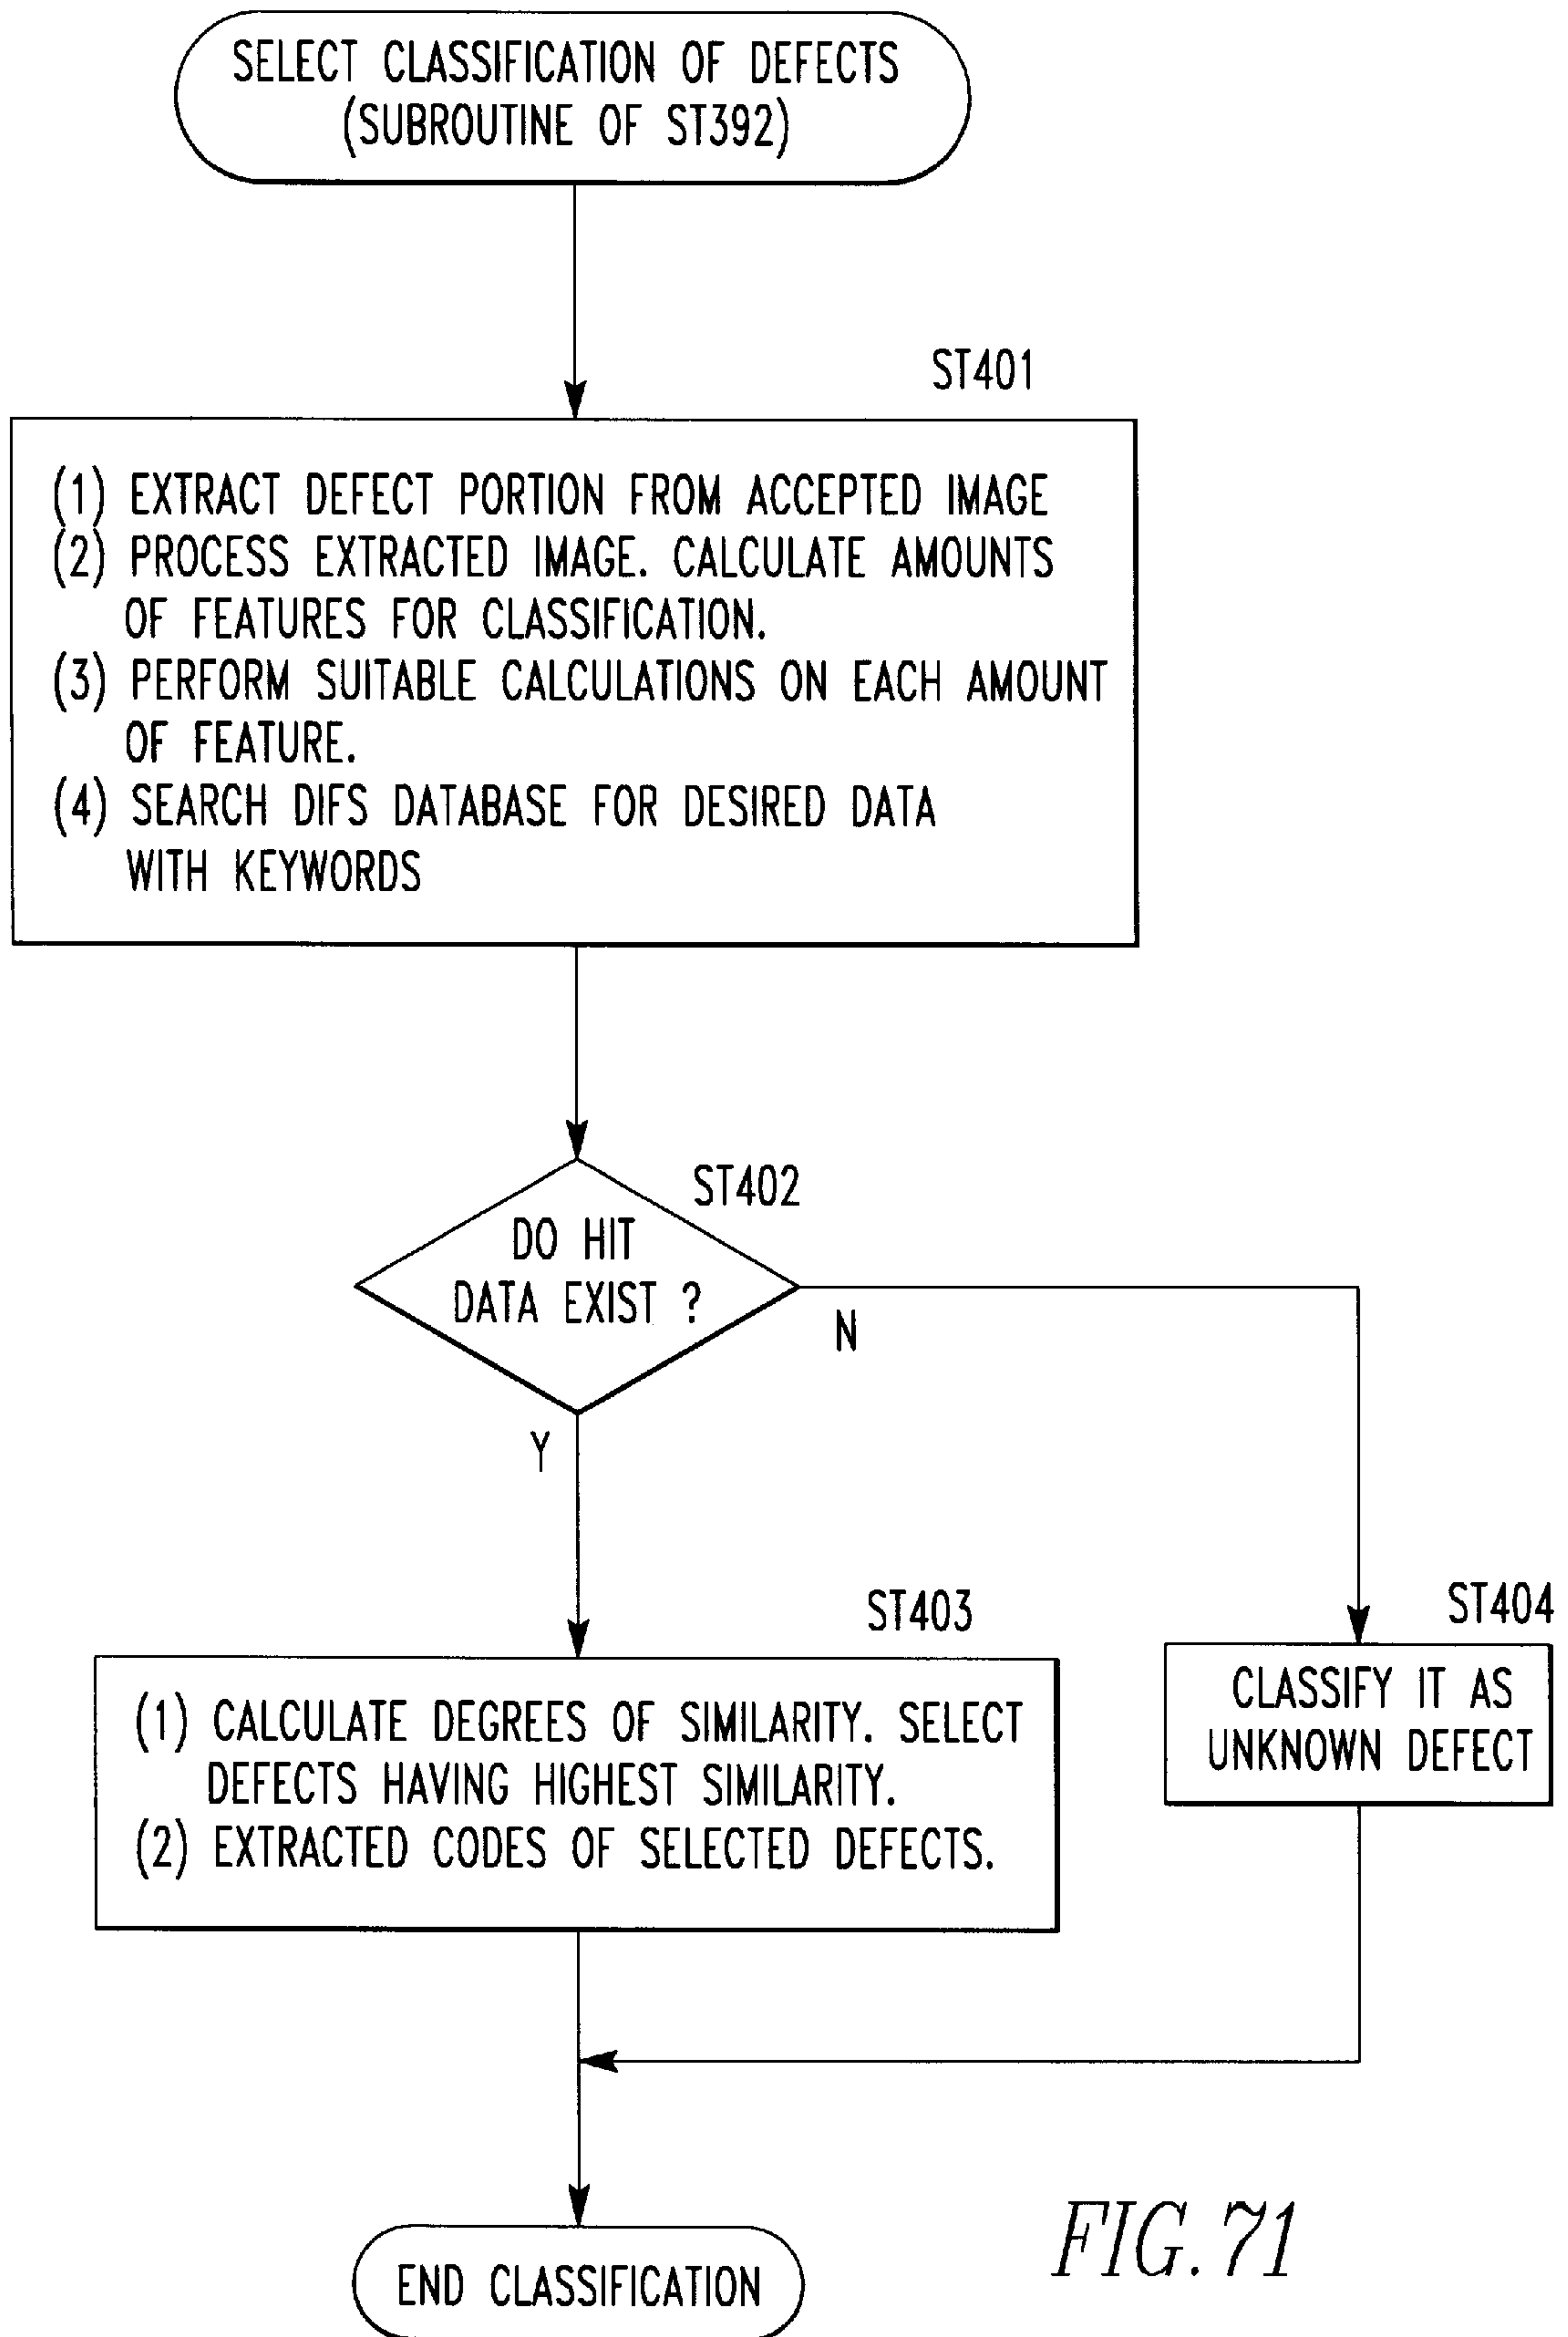 SELECT CLASSIFICATION OF DEFECTS
(SUBROUTINE OF ST392)
ST401
(1) EXTRACT DEFECT PORTION FROM ACCEPTED IMAGE
(2) PROCESS EXTRACTED IMAGE. CALCULATE AMOUNTS
OF FEATURES FOR CLASSIFICATION.
(3) PERFORM SUITABLE CALCULATIONS ON EACH AMOUNT
OF FEATURE.
(4) SEARCH DIFS DATABASE FOR DESIRED DATA
WITH KEYWORDS
ST402
DO HIT
DATA EXIST ?
N
Y
ST403
(1) CALCULATE DEGREES OF SIMILARITY. SELECT
DEFECTS HAVING HIGHEST SIMILARITY.
(2) EXTRACTED CODES OF SELECTED DEFECTS.
ST404
CLASSIFY IT AS
UNKNOWN DEFECT
END CLASSIFICATION
FIG. 71